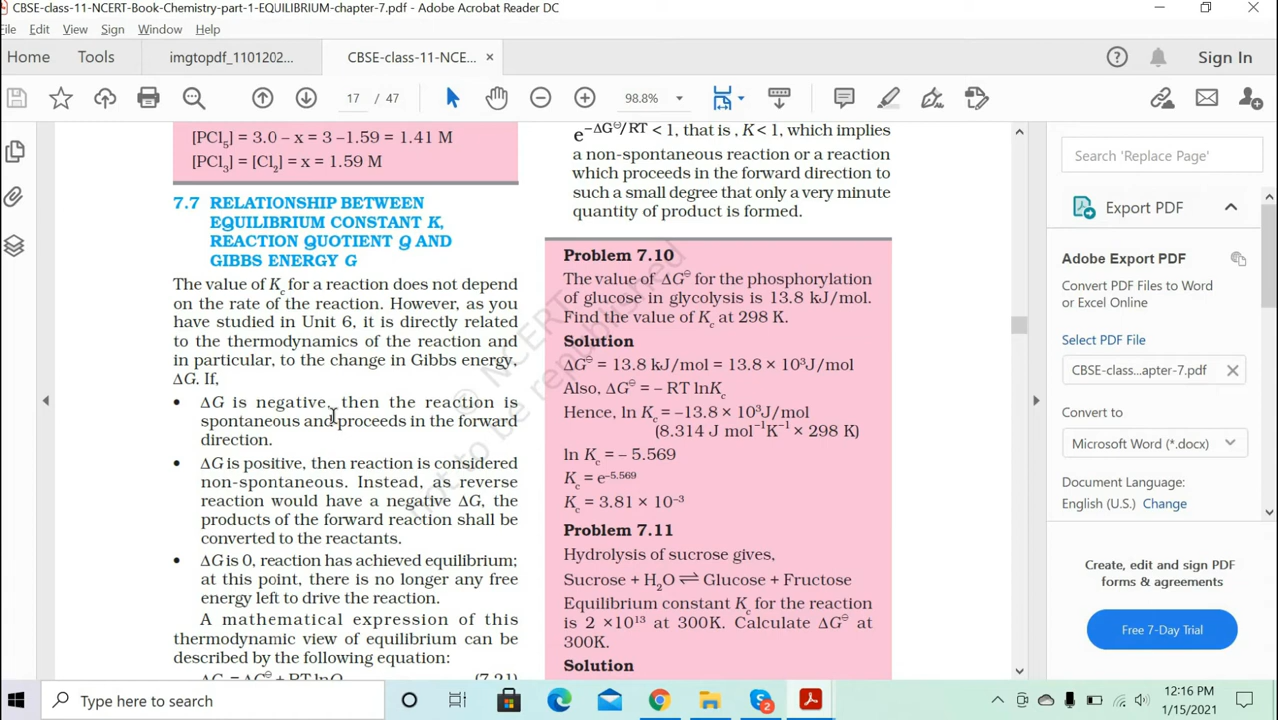 CBSE-class-11-NCERT-Book-Chemistry-part-1-EQUILIBRIUM-chapter-7.pdf - Adobe Acrobat Reader DC
File Edit View Sign Window Help
Home Tools imgtopdf_1101202... CBSE-class-11-NCE... × Sign In
17 / 47 98.8%
[PCl₅] = 3.0 – x = 3 –1.59 = 1.41 M
[PCl₃] = [Cl₂] = x = 1.59 M
7.7 RELATIONSHIP BETWEEN
EQUILIBRIUM CONSTANT K,
REACTION QUOTIENT Q AND
GIBBS ENERGY G
The value of Kc for a reaction does not depend
on the rate of the reaction. However, as you
have studied in Unit 6, it is directly related
to the thermodynamics of the reaction and
in particular, to the change in Gibbs energy,
ΔG. If,
• ΔG is negative, then the reaction is
spontaneous and proceeds in the forward
direction.
• ΔG is positive, then reaction is considered
non-spontaneous. Instead, as reverse
reaction would have a negative ΔG, the
products of the forward reaction shall be
converted to the reactants.
• ΔG is 0, reaction has achieved equilibrium;
at this point, there is no longer any free
energy left to drive the reaction.
A mathematical expression of this
thermodynamic view of equilibrium can be
described by the following equation:
ΔG = ΔG⊖ + RT lnQ (7.21)
e–ΔG⊖/RT < 1, that is , K < 1, which implies
a non-spontaneous reaction or a reaction
which proceeds in the forward direction to
such a small degree that only a very minute
quantity of product is formed.
Problem 7.10
The value of ΔG⊖ for the phosphorylation
of glucose in glycolysis is 13.8 kJ/mol.
Find the value of Kc at 298 K.
Solution
ΔG⊖ = 13.8 kJ/mol = 13.8 × 10³J/mol
Also, ΔG⊖ = – RT lnKc
Hence, ln Kc = –13.8 × 10³J/mol
(8.314 J mol⁻¹K⁻¹ × 298 K)
ln Kc = – 5.569
Kc = e⁻⁵·⁵⁶⁹
Kc = 3.81 × 10⁻³
Problem 7.11
Hydrolysis of sucrose gives,
Sucrose + H₂O ⇌ Glucose + Fructose
Equilibrium constant Kc for the reaction
is 2 ×10¹³ at 300K. Calculate ΔG⊖ at
300K.
Solution
© NCERT
not to be republished
Search 'Replace Page'
Export PDF
Adobe Export PDF
Convert PDF Files to Word
or Excel Online
Select PDF File
CBSE-class...apter-7.pdf ×
Convert to
Microsoft Word (*.docx)
Document Language:
English (U.S.) Change
Create, edit and sign PDF
forms & agreements
Free 7-Day Trial
Type here to search
2
12:16 PM
1/15/2021